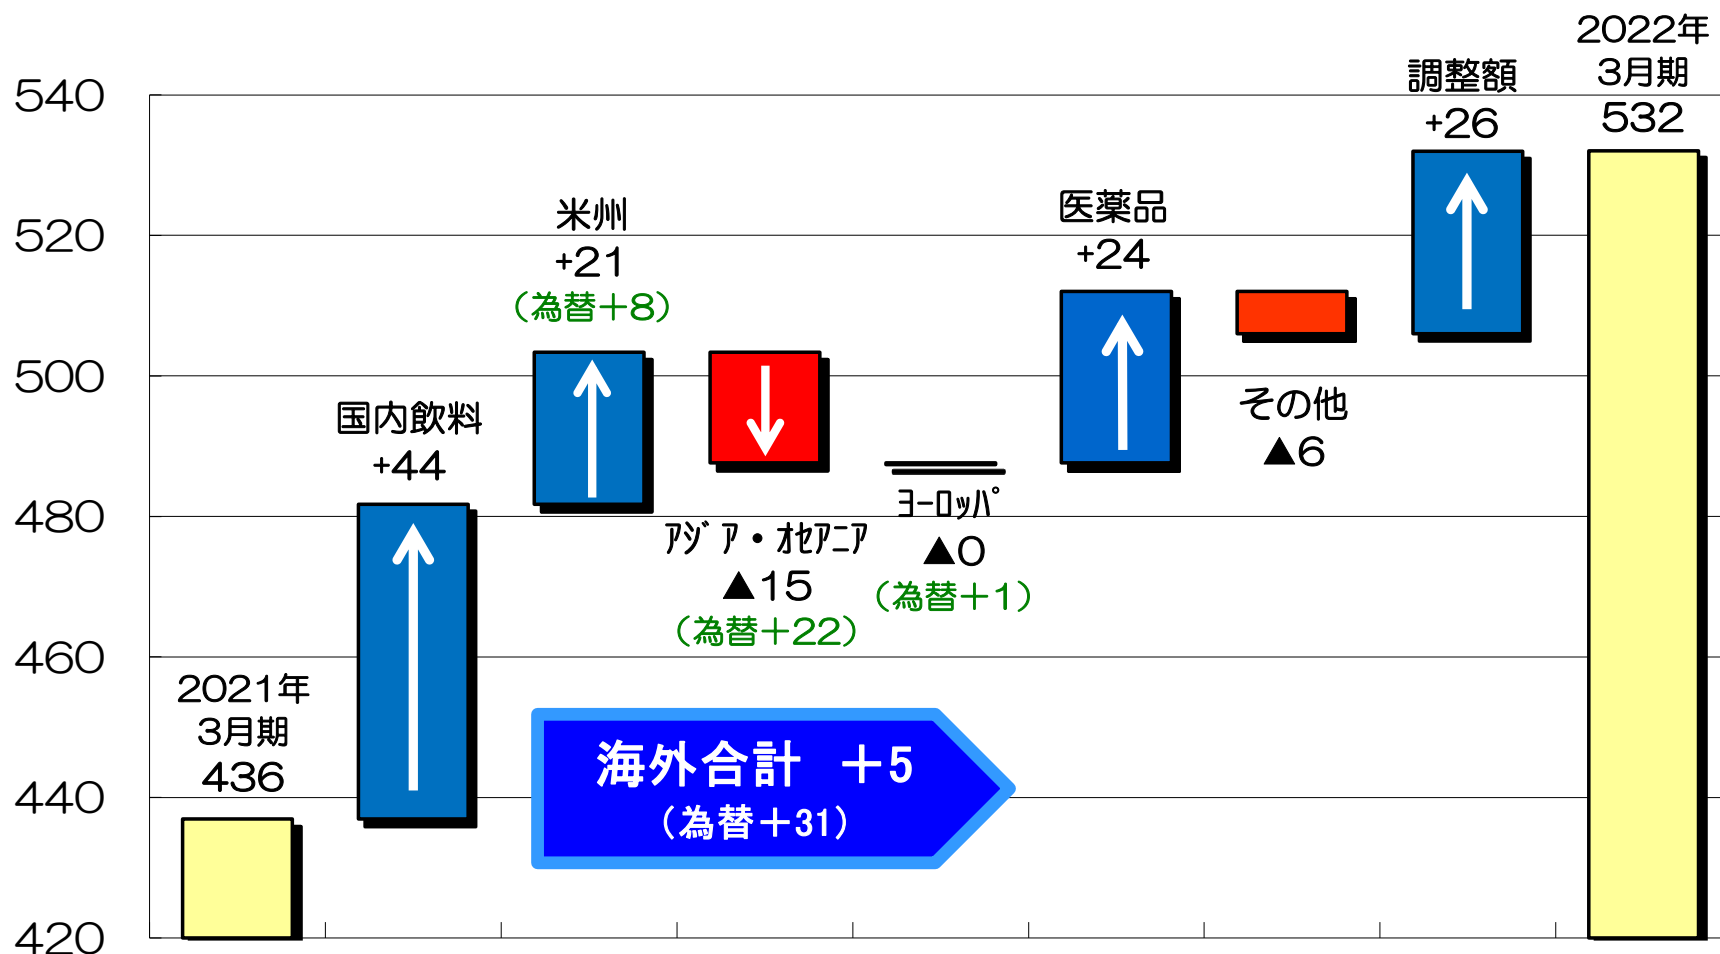 540
520
500
480
460
440
420
2021年
3月期
436
国内飲料
+44
米州
+21
（為替＋8）
ｱｼﾞｱ・ｵｾｱﾆｱ
▲15
（為替＋22）
ﾖｰﾛｯﾊﾟ
▲0
（為替＋1）
医薬品
+24
その他
▲6
調整額
+26
2022年
3月期
532
海外合計　＋5
（為替＋31）